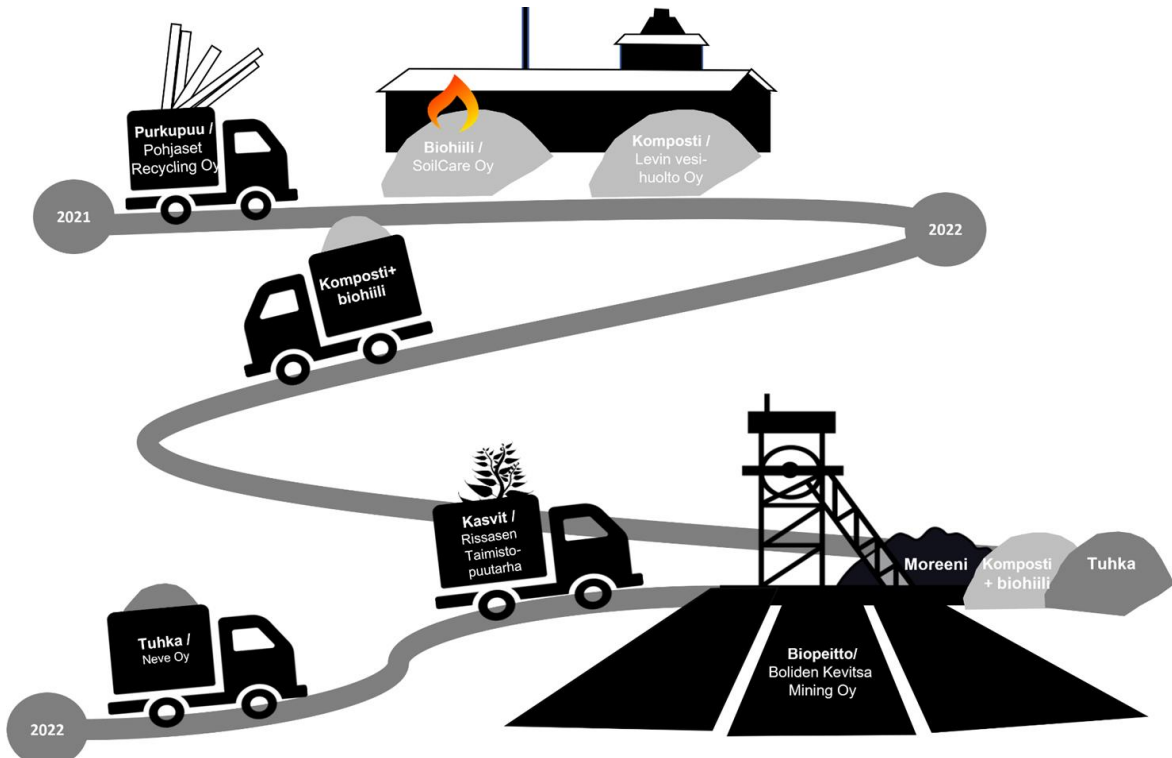 Purkupuu /
Pohjaset
Recycling Oy
Biohiili /
SoilCare Oy
Komposti /
Levin vesi-
huolto Oy
2021
2022
Komposti+
biohiili
Kasvit /
Rissasen
Taimisto-
puutarha
Moreeni
Komposti
+ biohiili
Tuhka
Tuhka /
Neve Oy
Biopeitto/
Boliden Kevitsa
Mining Oy
2022